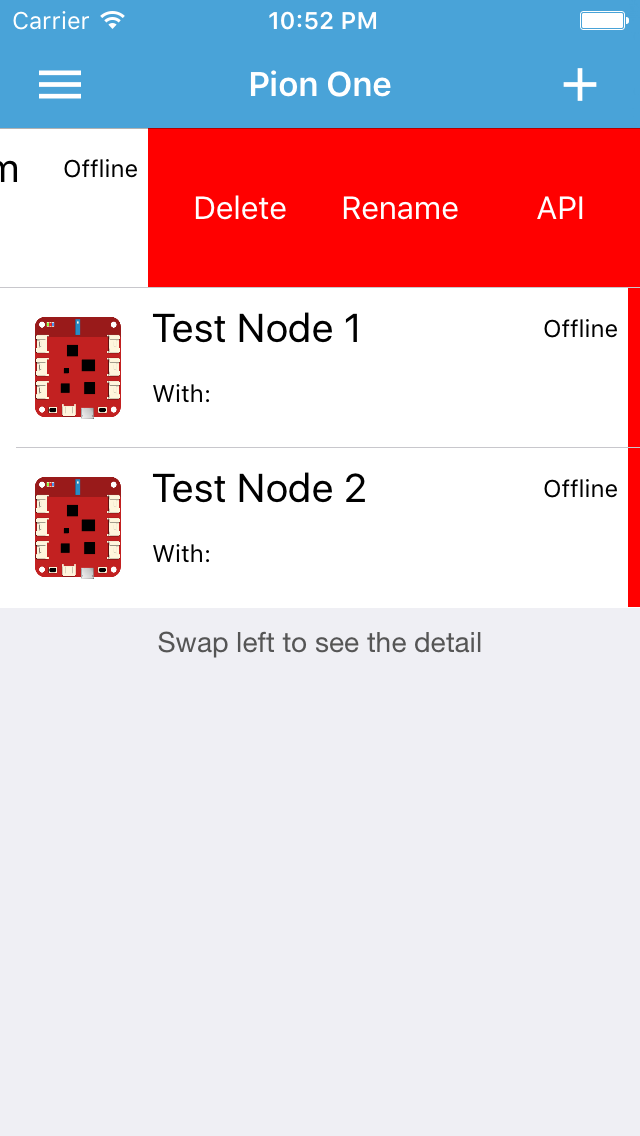 Carrier 10:52 PM
Pion One
m Offline Delete Rename API
Test Node 1 Offline
With:
Test Node 2 Offline
With:
Swap left to see the detail